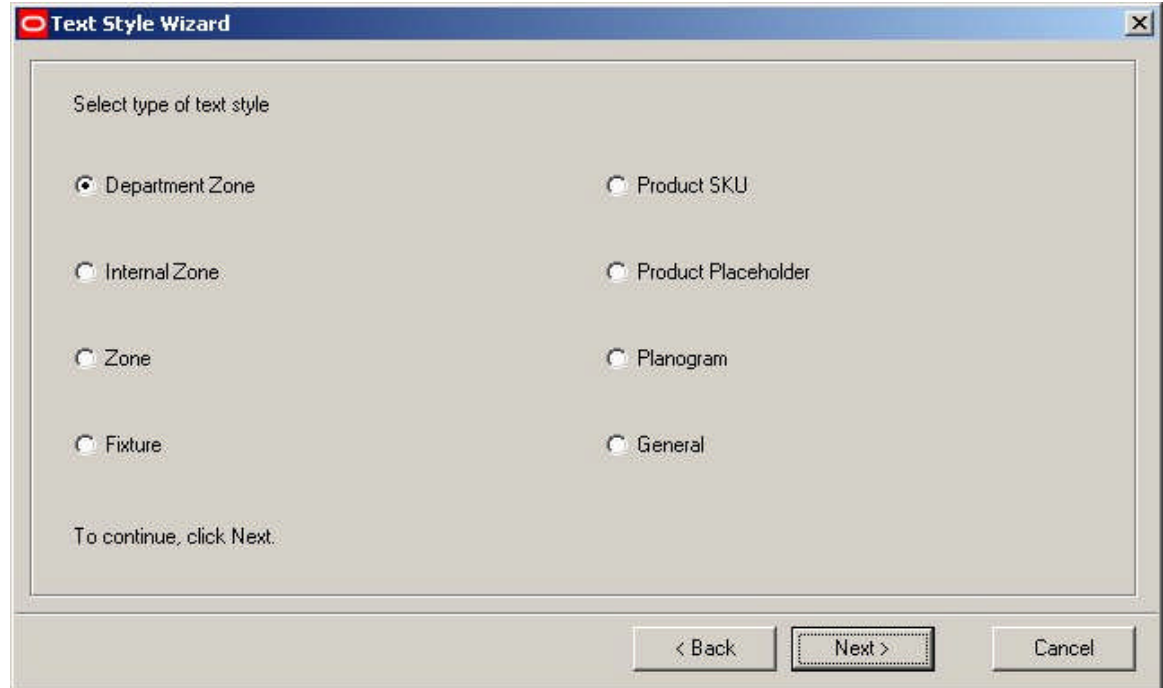 Text Style Wizard
Select type of text style
Department Zone
Product SKU
Internal Zone
Product Placeholder
Zone
Planogram
Fixture
General
To continue, click Next.
< Back
Next >
Cancel